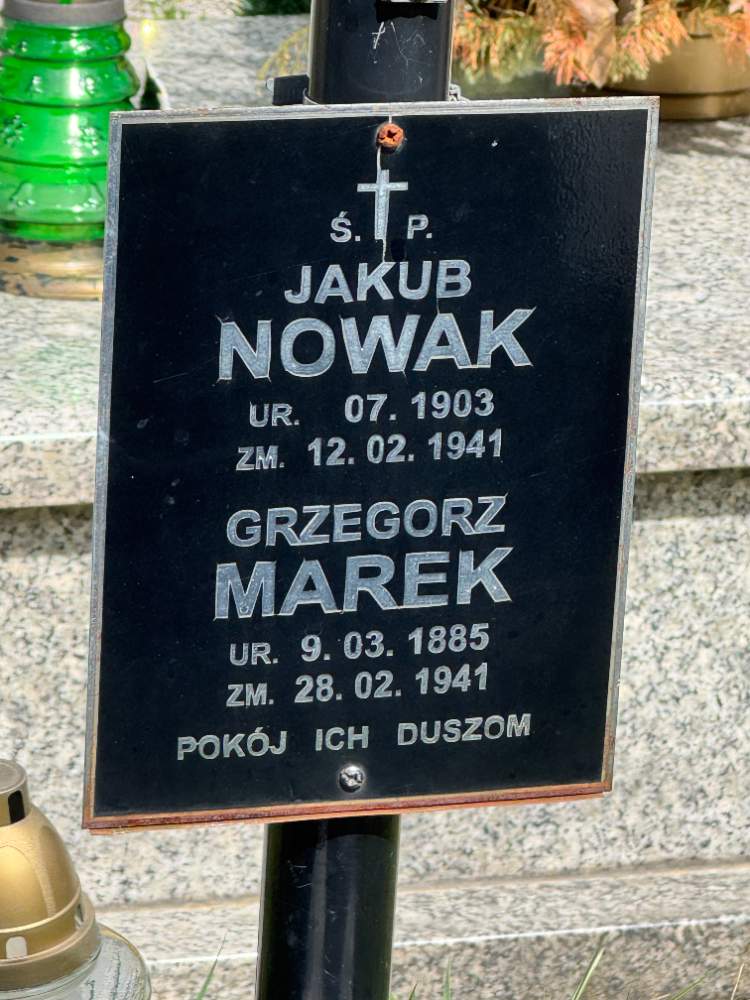 Ś. P.
JAKUB
NOWAK
UR. 07. 1903
ZM. 12. 02. 1941
GRZEGORZ
MAREK
UR. 9. 03. 1885
ZM. 28. 02. 1941
POKÓJ ICH DUSZOM